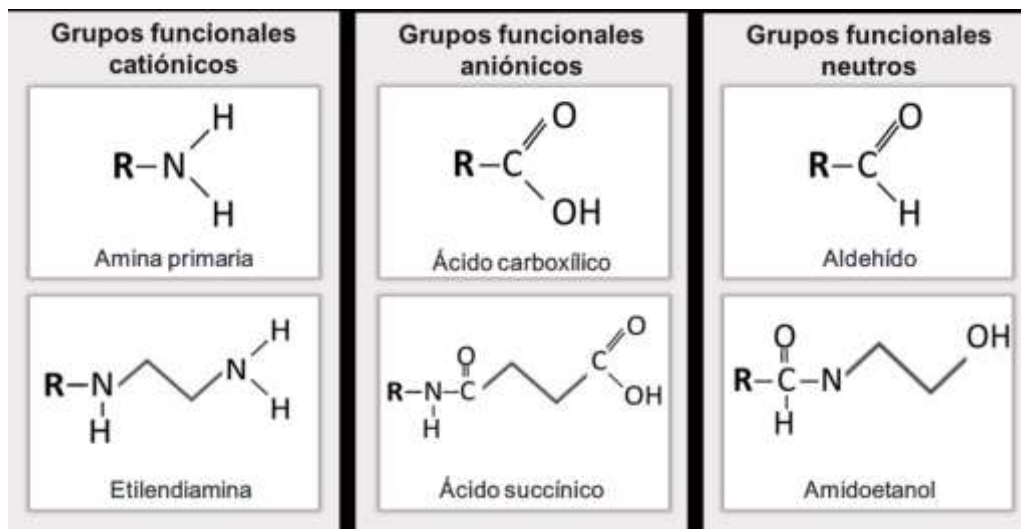 Grupos funcionales
catiónicos
H
R–N
H
Amina primaria
R–N
H
N
H
H
Etilendiamina
Grupos funcionales
aniónicos
O
R–C
OH
Ácido carboxílico
O
R–N–C
H
O
C
OH
Ácido succínico
Grupos funcionales
neutros
O
R–C
H
Aldehído
O
R–C–N
H
OH
Amidoetanol